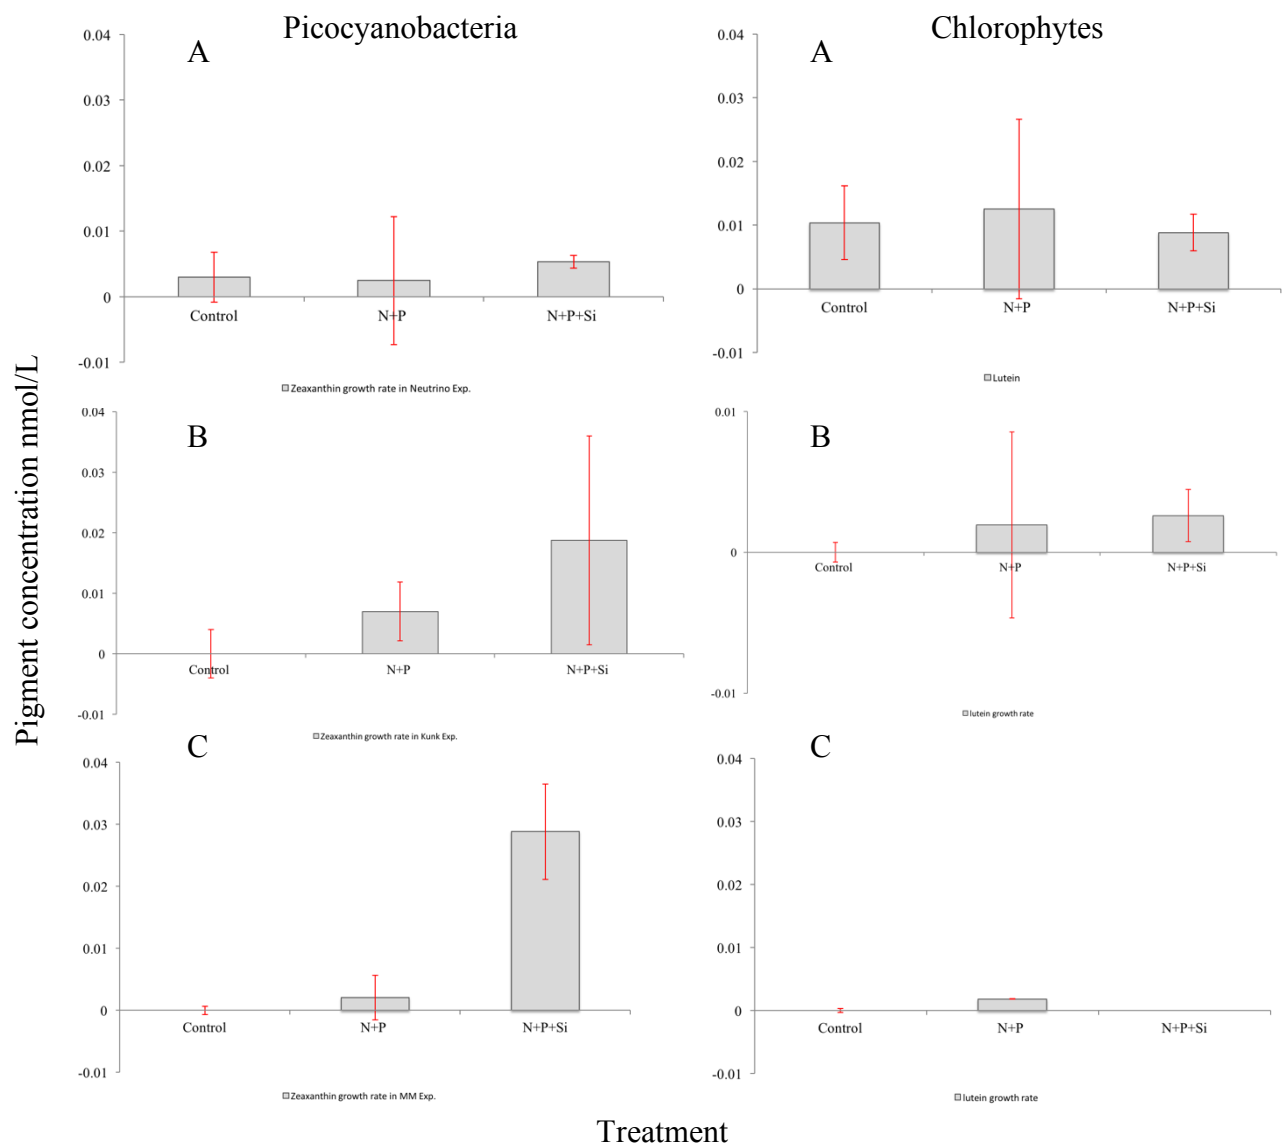 Picocyanobacteria
Chlorophytes
Pigment concentration nmol/L
A
0.04
0.03
0.02
0.01
0
-0.01
Control N+P N+P+Si
Zeaxanthin growth rate in Neutrino Exp.
A
0.04
0.03
0.02
0.01
0
-0.01
Control N+P N+P+Si
Lutein
B
0.04
0.03
0.02
0.01
0
-0.01
Control N+P N+P+Si
Zeaxanthin growth rate in Kunk Exp.
B
0.01
0
-0.01
Control N+P N+P+Si
lutein growth rate
C
0.04
0.03
0.02
0.01
0
-0.01
Control N+P N+P+Si
Zeaxanthin growth rate in MM Exp.
C
0.04
0.03
0.02
0.01
0
-0.01
Control N+P N+P+Si
lutein growth rate
Treatment